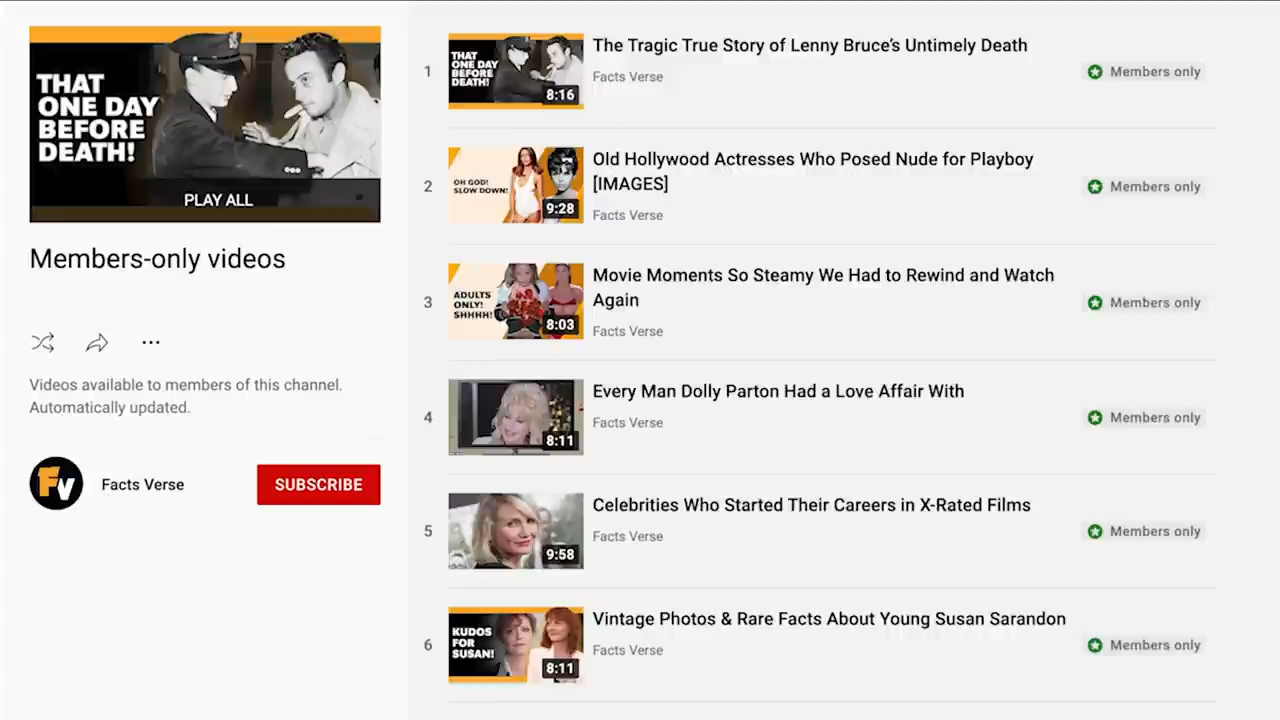 THAT
ONE DAY
BEFORE
DEATH!
PLAY ALL
Members-only videos
Videos available to members of this channel.
Automatically updated.
FV
Facts Verse
SUBSCRIBE
1
THAT
ONE DAY
BEFORE
DEATH!
8:16
The Tragic True Story of Lenny Bruce’s Untimely Death
Facts Verse
Members only
2
OH GOD!
SLOW DOWN!
9:28
Old Hollywood Actresses Who Posed Nude for Playboy
[IMAGES]
Facts Verse
Members only
3
ADULTS
ONLY!
SHHHH!
8:03
Movie Moments So Steamy We Had to Rewind and Watch
Again
Facts Verse
Members only
4
8:11
Every Man Dolly Parton Had a Love Affair With
Facts Verse
Members only
5
9:58
Celebrities Who Started Their Careers in X-Rated Films
Facts Verse
Members only
6
KUDOS
FOR
SUSAN!
8:11
Vintage Photos & Rare Facts About Young Susan Sarandon
Facts Verse
Members only